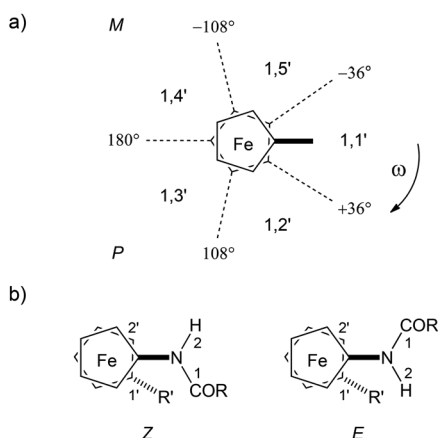 a)
M
−108°
1,5'
−36°
1,4'
180°
Fe
1,1'
ω
1,3'
1,2'
+36°
P
108°
b)
2'
H
2
Fe
N
1
1'
R'
COR
Z
COR
2'
1
Fe
N
2
1'
R'
H
E